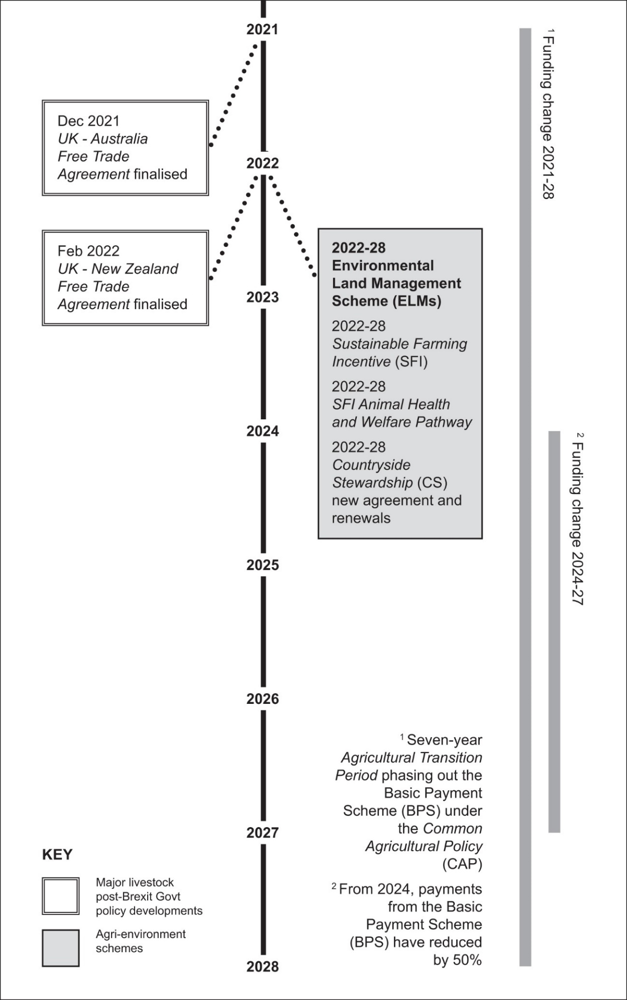 2021
Dec 2021
UK - Australia
Free Trade
Agreement finalised
2022
Feb 2022
UK - New Zealand
Free Trade
Agreement finalised
2022-28
Environmental
Land Management
Scheme (ELMs)
2022-28
Sustainable Farming
Incentive (SFI)
2022-28
SFI Animal Health
and Welfare Pathway
2022-28
Countryside
Stewardship (CS)
new agreement and
renewals
2023
2024
2025
2026
2027
2028
1 Funding change 2021-28
2 Funding change 2024-27
1 Seven-year
Agricultural Transition
Period phasing out the
Basic Payment
Scheme (BPS) under
the Common
Agricultural Policy
(CAP)
2 From 2024, payments
from the Basic
Payment Scheme
(BPS) have reduced
by 50%
KEY
Major livestock
post-Brexit Govt
policy developments
Agri-environment
schemes